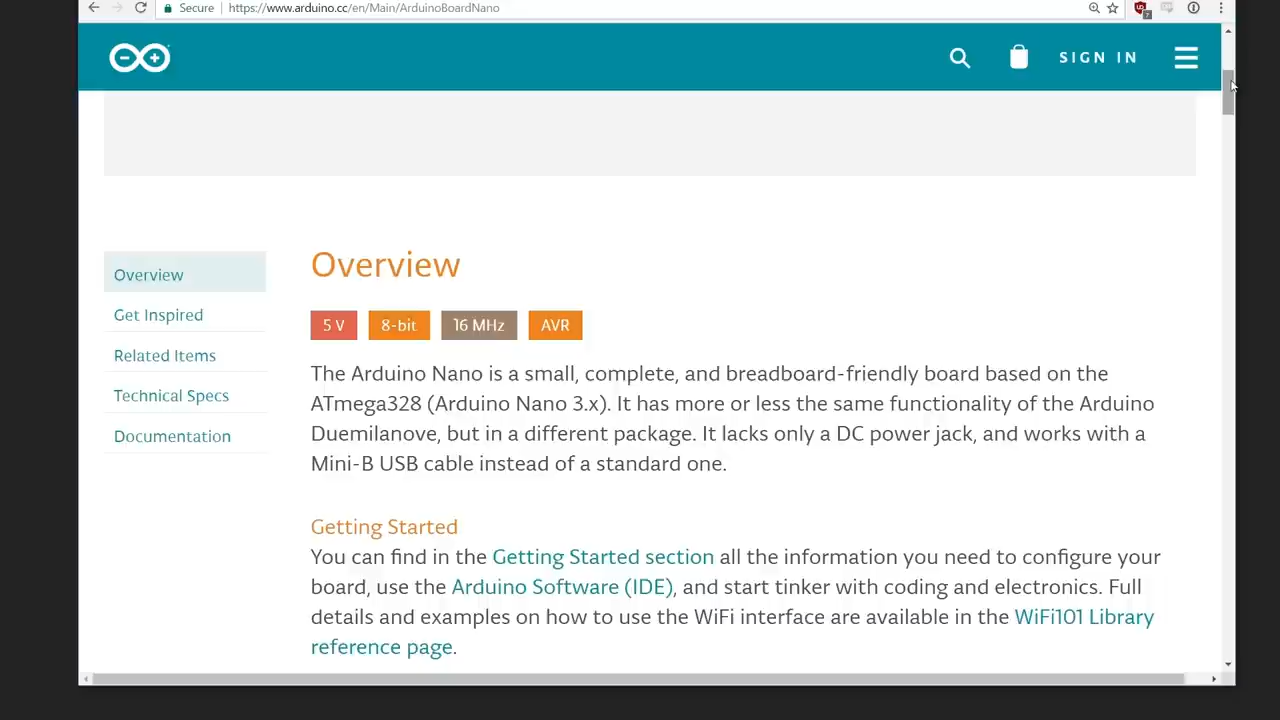 Secure
https://www.arduino.cc/en/Main/ArduinoBoardNano
SIGN IN
Overview
Get Inspired
Related Items
Technical Specs
Documentation
Overview
5 V
8-bit
16 MHz
AVR
The Arduino Nano is a small, complete, and breadboard-friendly board based on the
ATmega328 (Arduino Nano 3.x). It has more or less the same functionality of the Arduino
Duemilanove, but in a different package. It lacks only a DC power jack, and works with a
Mini-B USB cable instead of a standard one.
Getting Started
You can find in the Getting Started section all the information you need to configure your
board, use the Arduino Software (IDE), and start tinker with coding and electronics. Full
details and examples on how to use the WiFi interface are available in the WiFi101 Library
reference page.